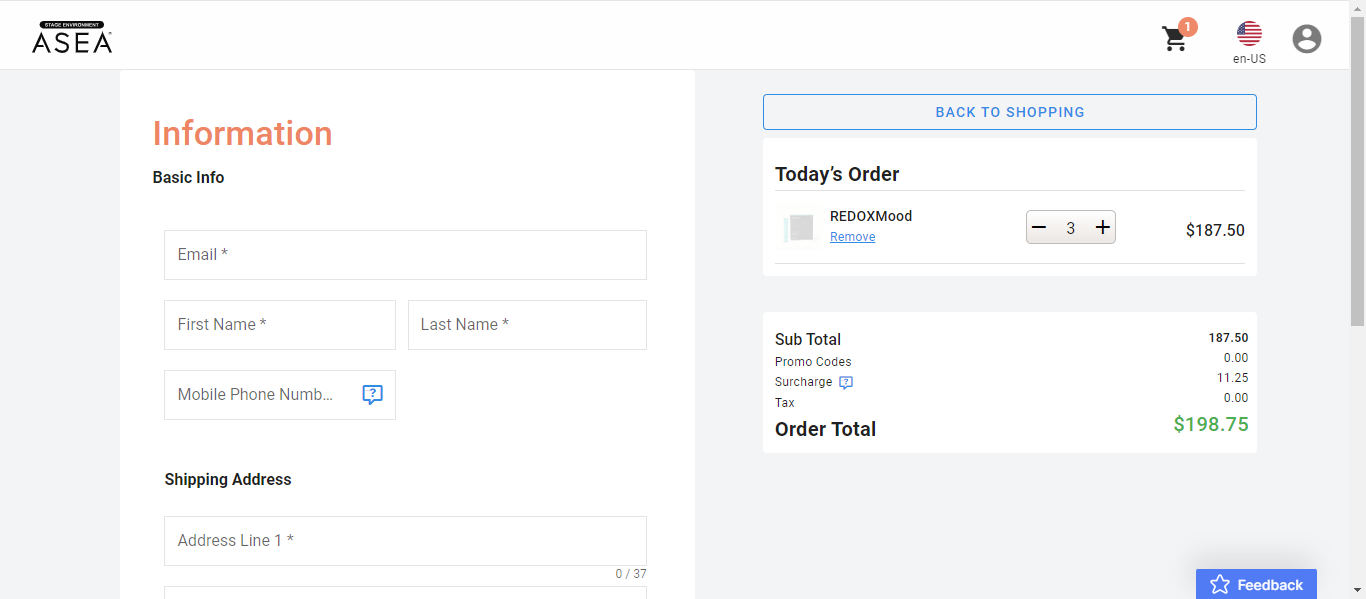 STAGE ENVIRONMENT
ASEA
1
en-US
Information
Basic Info
Email *
First Name *
Last Name *
Mobile Phone Numb...
Shipping Address
Address Line 1 *
0 / 37
BACK TO SHOPPING
Today’s Order
REDOXMood
Remove
3
$187.50
Sub Total 187.50
Promo Codes 0.00
Surcharge 11.25
Tax 0.00
Order Total $198.75
Feedback